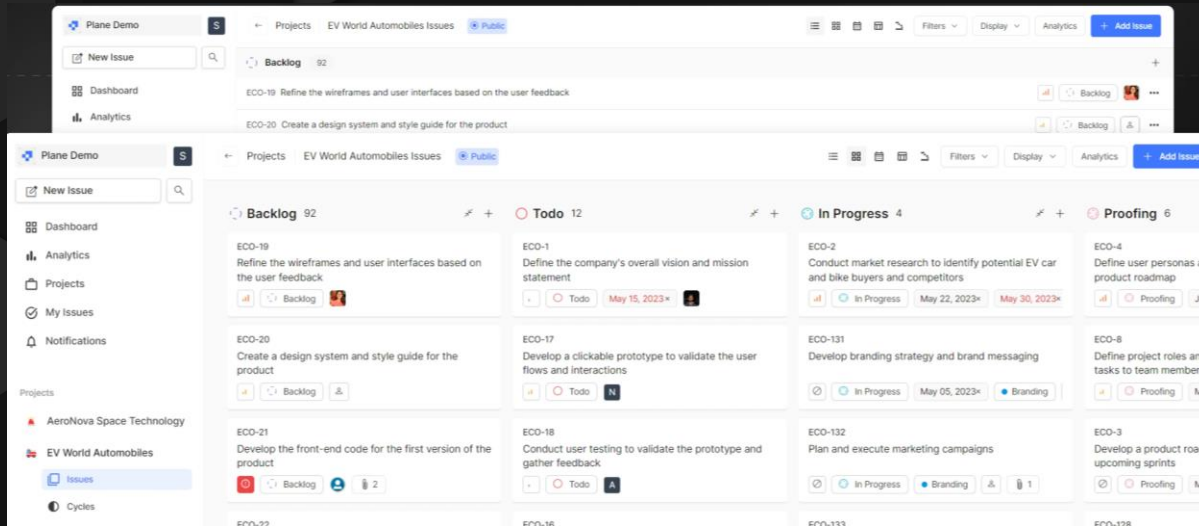 Plane Demo
S
← Projects EV World Automobiles Issues Public
Filters Display Analytics + Add Issue
New Issue
Backlog 92 +
Dashboard
ECO-19 Refine the wireframes and user interfaces based on the user feedback
Backlog
Analytics
ECO-20 Create a design system and style guide for the product
Backlog
Plane Demo
S
← Projects EV World Automobiles Issues Public
Filters Display Analytics + Add Issue
New Issue
Dashboard
Analytics
Projects
My Issues
Notifications
Projects
AeroNova Space Technology
EV World Automobiles
Issues
Cycles
Backlog 92 +
ECO-19
Refine the wireframes and user interfaces based on
the user feedback
Backlog
ECO-20
Create a design system and style guide for the
product
Backlog
ECO-21
Develop the front-end code for the first version of the
product
Backlog 2
ECO-22
Todo 12 +
ECO-1
Define the company's overall vision and mission
statement
Todo May 15, 2023×
ECO-17
Develop a clickable prototype to validate the user
flows and interactions
Todo N
ECO-18
Conduct user testing to validate the prototype and
gather feedback
Todo A
ECO-16
In Progress 4 +
ECO-2
Conduct market research to identify potential EV car
and bike buyers and competitors
In Progress May 22, 2023× May 30, 2023×
ECO-131
Develop branding strategy and brand messaging
In Progress May 05, 2023× Branding
ECO-132
Plan and execute marketing campaigns
In Progress Branding 1
ECO-133
Proofing 6
ECO-4
Define user personas
product roadmap
Proofing
ECO-8
Define project roles
tasks to team member
Proofing
ECO-3
Develop a product
upcoming sprints
Proofing
ECO-128